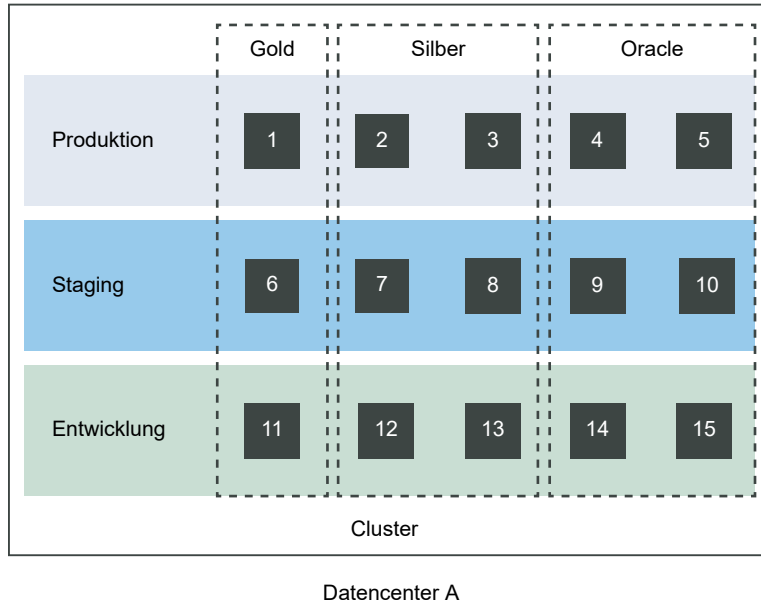 Gold Silber Oracle
Produktion 1 2 3 4 5
Staging 6 7 8 9 10
Entwicklung 11 12 13 14 15
Cluster
Datencenter A